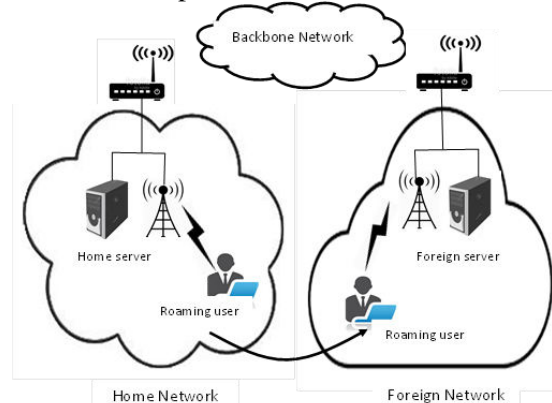 Backbone Network
Home server
Foreign server
Roaming user
Roaming user
Home Network
Foreign Network